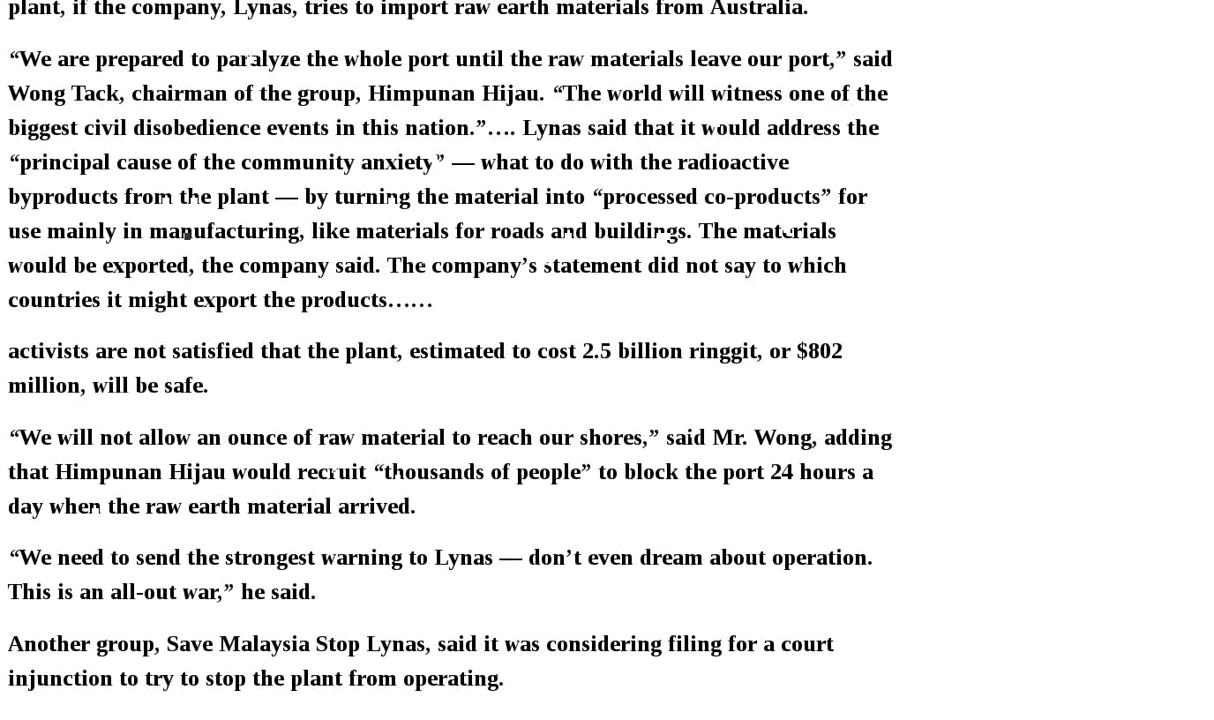 plant, if the company, Lynas, tries to import raw earth materials from Australia.
“We are prepared to paralyze the whole port until the raw materials leave our port,” said
Wong Tack, chairman of the group, Himpunan Hijau. “The world will witness one of the
biggest civil disobedience events in this nation.”…. Lynas said that it would address the
“principal cause of the community anxiety” — what to do with the radioactive
byproducts from the plant — by turning the material into “processed co-products” for
use mainly in manufacturing, like materials for roads and buildings. The materials
would be exported, the company said. The company’s statement did not say to which
countries it might export the products……
activists are not satisfied that the plant, estimated to cost 2.5 billion ringgit, or $802
million, will be safe.
“We will not allow an ounce of raw material to reach our shores,” said Mr. Wong, adding
that Himpunan Hijau would recruit “thousands of people” to block the port 24 hours a
day when the raw earth material arrived.
“We need to send the strongest warning to Lynas — don’t even dream about operation.
This is an all-out war,” he said.
Another group, Save Malaysia Stop Lynas, said it was considering filing for a court
injunction to try to stop the plant from operating.